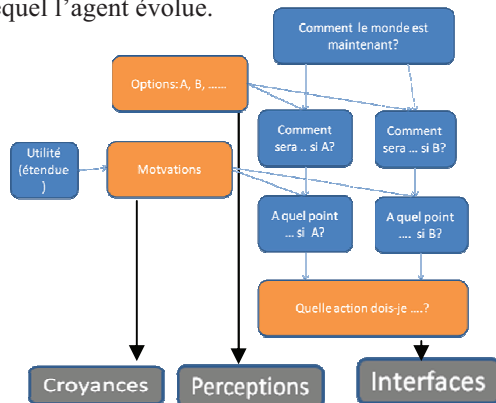 equel l'agent évolue.
Comment le monde est
maintenant?
Options: A, B, ......
Comment
sera .. si A?
Comment
sera ... si B?
Utilité
(étendue
)
Motvations
A quel point
... si A?
A quel point
.... si B?
Quelle action dois-je ....?
Croyances
Perceptions
Interfaces